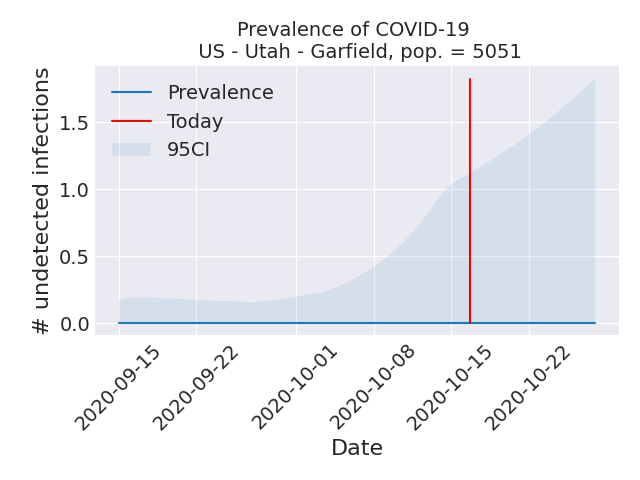 Prevalence of COVID-19
US - Utah - Garfield, pop. = 5051
Prevalence
Today
95CI
# undetected infections
1.5
1.0
0.5
0.0
2020-09-15
2020-09-22
2020-10-01
2020-10-08
2020-10-15
2020-10-22
Date